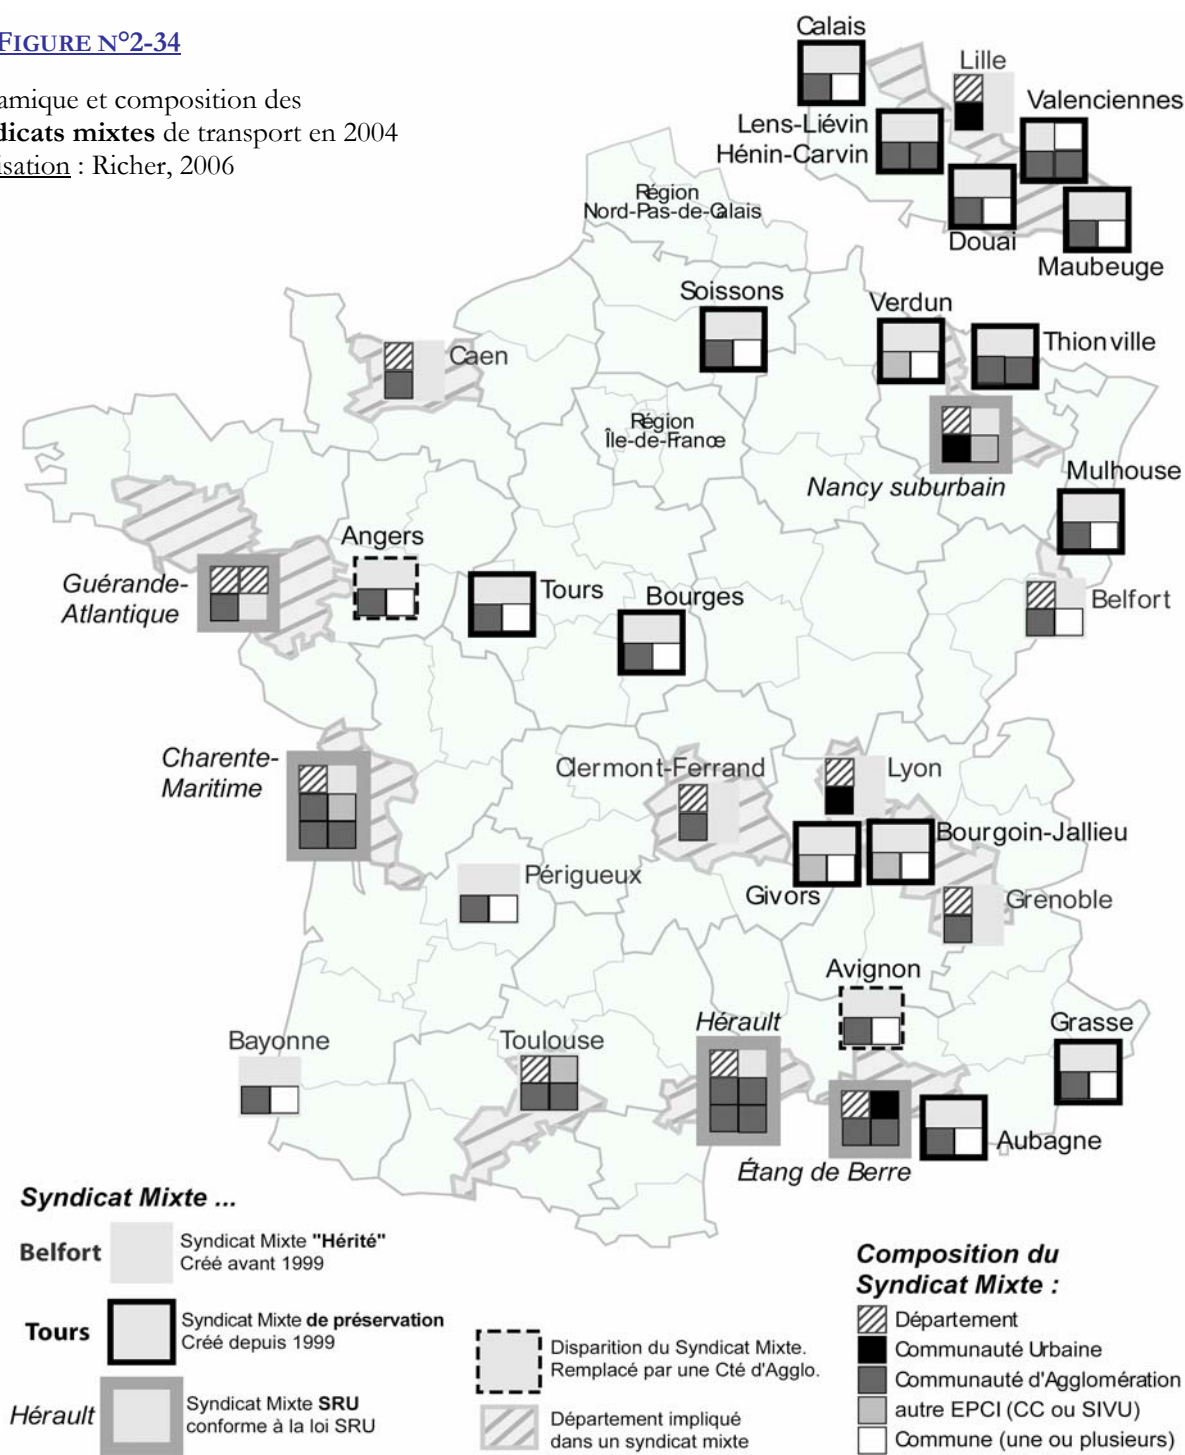 FIGURE N°2-34
amique et composition des
dicats mixtes de transport en 2004
isation : Richer, 2006
Calais
Lille
Valenciennes
Lens-Liévin
Hénin-Carvin
Douai
Maubeuge
Région
Nord-Pas-de-Calais
Soissons
Verdun
Thionville
Caen
Région
Île-de-France
Nancy suburbain
Mulhouse
Angers
Guérande-
Atlantique
Tours
Bourges
Belfort
Charente-
Maritime
Clermont-Ferrand
Lyon
Bourgoin-Jallieu
Périgueux
Givors
Grenoble
Avignon
Hérault
Grasse
Bayonne
Toulouse
Aubagne
Étang de Berre
Syndicat Mixte ...
Belfort
Syndicat Mixte "Hérité"
Créé avant 1999
Tours
Syndicat Mixte de préservation
Créé depuis 1999
Hérault
Syndicat Mixte SRU
conforme à la loi SRU
Disparition du Syndicat Mixte.
Remplacé par une Cté d'Agglo.
Département impliqué
dans un syndicat mixte
Composition du
Syndicat Mixte :
Département
Communauté Urbaine
Communauté d'Agglomération
autre EPCI (CC ou SIVU)
Commune (une ou plusieurs)